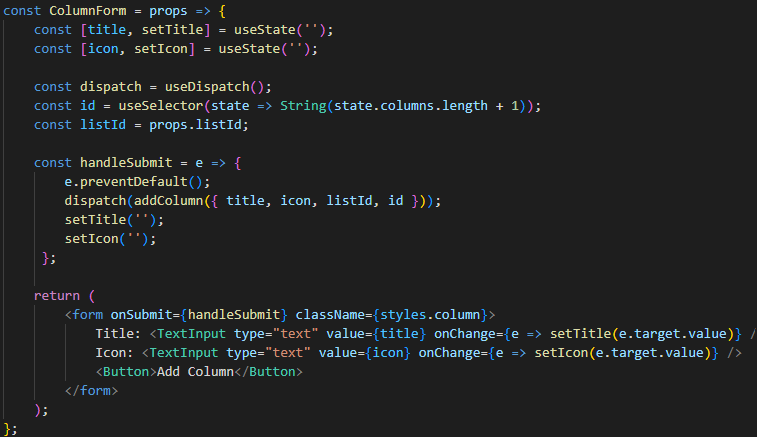 const ColumnForm = props => {
    const [title, setTitle] = useState('');
    const [icon, setIcon] = useState('');

    const dispatch = useDispatch();
    const id = useSelector(state => String(state.columns.length + 1));
    const listId = props.listId;

    const handleSubmit = e => {
        e.preventDefault();
        dispatch(addColumn({ title, icon, listId, id }));
        setTitle('');
        setIcon('');
     };

    return (
        <form onSubmit={handleSubmit} className={styles.column}>
            Title: <TextInput type="text" value={title} onChange={e => setTitle(e.target.value)} /
            Icon: <TextInput type="text" value={icon} onChange={e => setIcon(e.target.value)} />
            <Button>Add Column</Button>
        </form>
    );
};